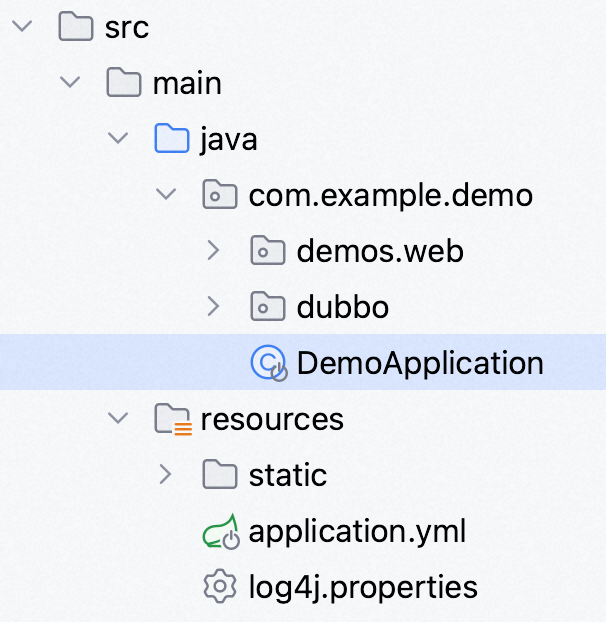 src
main
java
com.example.demo
demos.web
dubbo
DemoApplication
resources
static
application.yml
log4j.properties